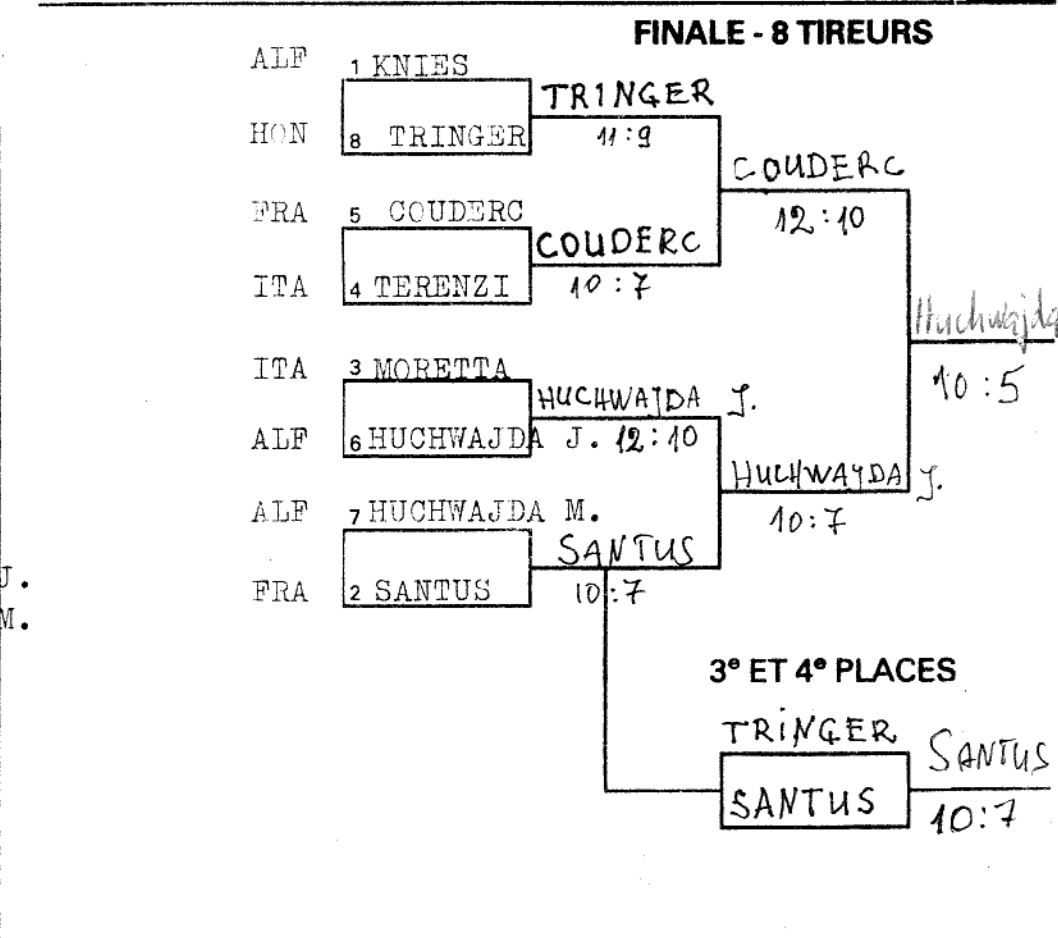 FINALE - 8 TIREURS
ALF 1 KNIES
TRINGER
HON 8 TRINGER 11:9
COUDERC
FRA 5 COUDERC 12:10
COUDERC
ITA 4 TERENZI 10:7
Huchwajda
ITA 3 MORETTA 10:5
HUCHWAJDA J.
ALF 6 HUCHWAJDA J. 12:10
HUCHWAYDA J.
ALF 7 HUCHWAJDA M. 10:7
SANTUS
J.
FRA 2 SANTUS 10:7
M.
3e ET 4e PLACES
TRINGER
SANTUS
SANTUS
10:7